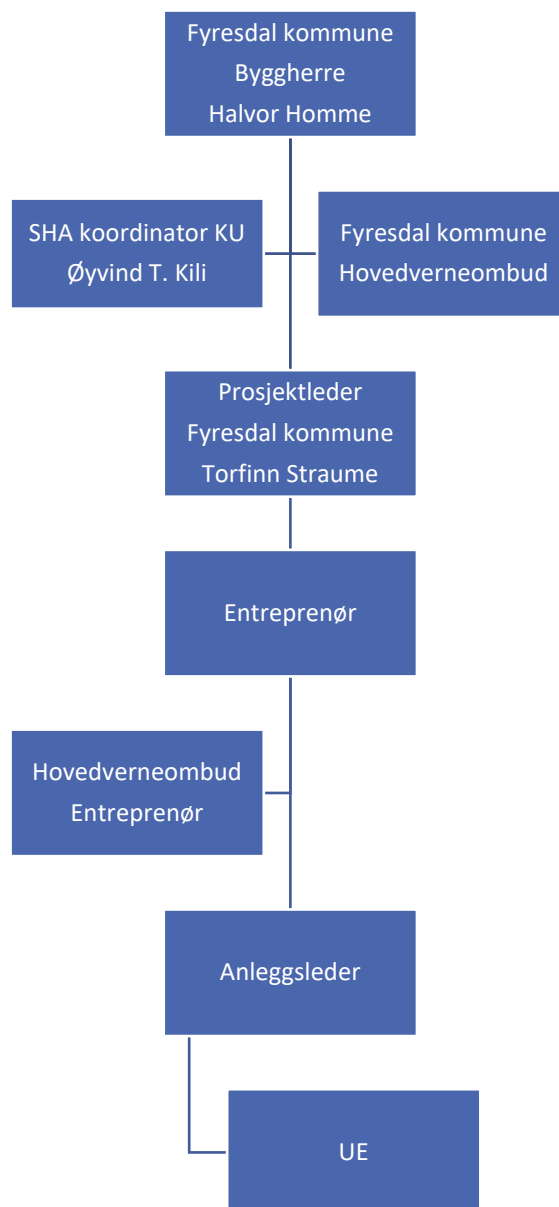 Fyresdal kommune
Byggherre
Halvor Homme
SHA koordinator KU
Øyvind T. Kili
Fyresdal kommune
Hovedverneombud
Prosjektleder
Fyresdal kommune
Torfinn Straume
Entreprenør
Hovedverneombud
Entreprenør
Anleggsleder
UE